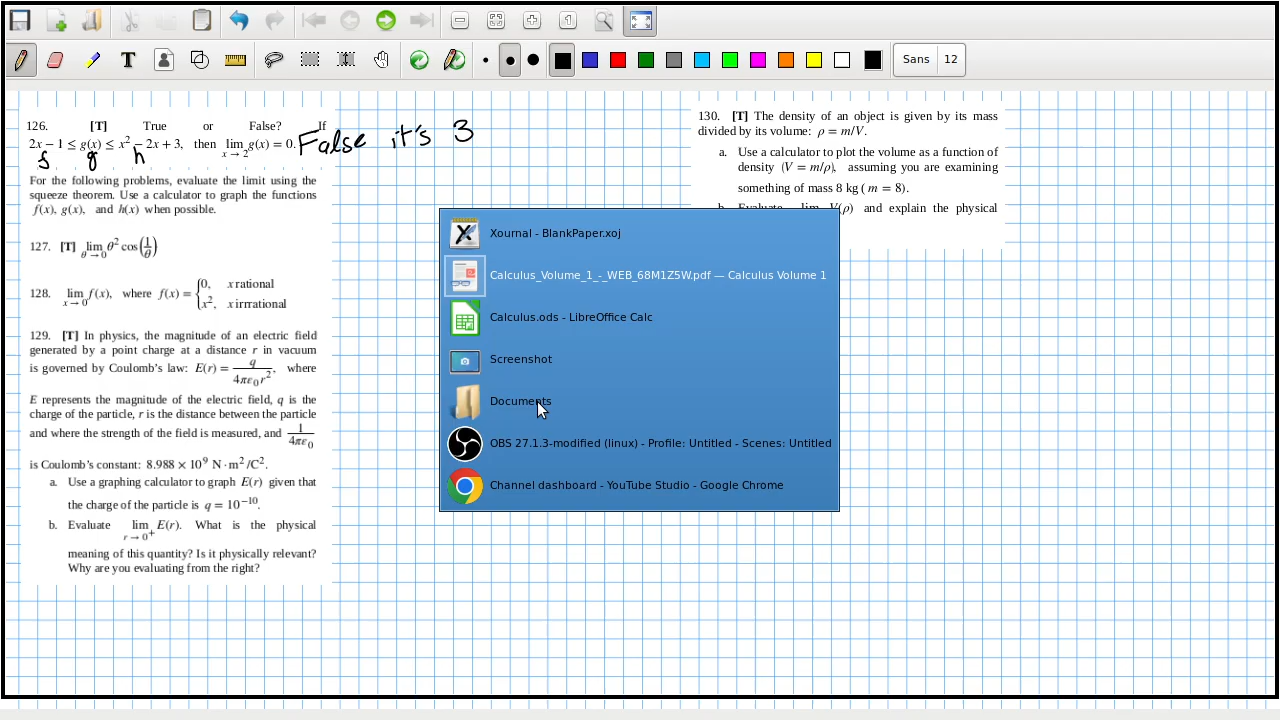 Sans 12
126. [T] True or False? If
2x − 1 ≤ g(x) ≤ x² − 2x + 3, then lim x → 2 g(x) = 0.
False it's 3
f g h
For the following problems, evaluate the limit using the
squeeze theorem. Use a calculator to graph the functions
f(x), g(x), and h(x) when possible.
127. [T] lim θ → 0 θ² cos(1/θ)
128. lim x → 0 f(x), where f(x) = {0, x rational
x², x irrrational
129. [T] In physics, the magnitude of an electric field
generated by a point charge at a distance r in vacuum
is governed by Coulomb's law: E(r) = q/4πε₀r², where
E represents the magnitude of the electric field, q is the
charge of the particle, r is the distance between the particle
and where the strength of the field is measured, and 1/4πε₀
is Coulomb's constant: 8.988 × 10⁹ N · m²/C².
a. Use a graphing calculator to graph E(r) given that
the charge of the particle is q = 10⁻¹⁰.
b. Evaluate lim r → 0⁺ E(r). What is the physical
meaning of this quantity? Is it physically relevant?
Why are you evaluating from the right?
130. [T] The density of an object is given by its mass
divided by its volume: ρ = m/V.
a. Use a calculator to plot the volume as a function of
density (V = m/ρ), assuming you are examining
something of mass 8 kg (m = 8).
V(ρ) and explain the physical
Xournal - BlankPaper.xoj
Calculus_Volume_1_-_WEB_68M1Z5W.pdf — Calculus Volume 1
Calculus.ods - LibreOffice Calc
Screenshot
Documents
OBS 27.1.3-modified (linux) - Profile: Untitled - Scenes: Untitled
Channel dashboard - YouTube Studio - Google Chrome